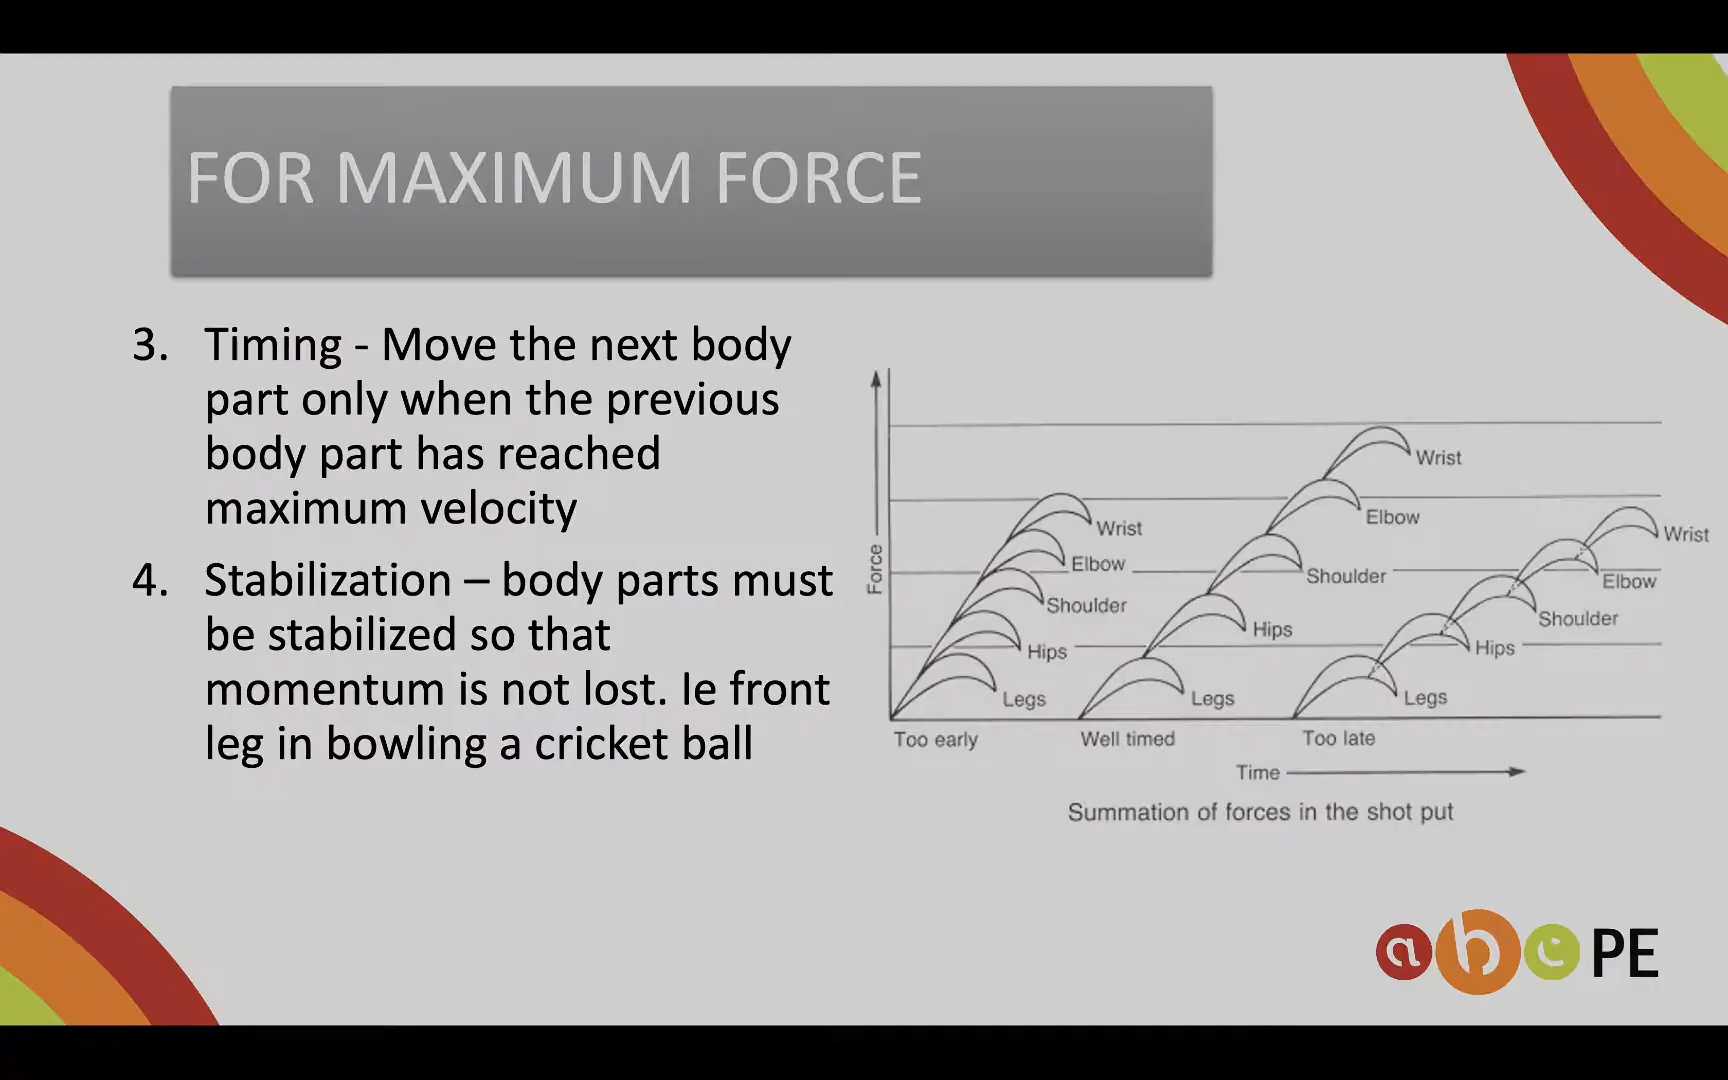 FOR MAXIMUM FORCE
3. Timing - Move the next body
part only when the previous
body part has reached
maximum velocity
4. Stabilization – body parts must
be stabilized so that
momentum is not lost. Ie front
leg in bowling a cricket ball
Force
Wrist
Elbow
Shoulder
Hips
Legs
Too early
Wrist
Elbow
Shoulder
Hips
Legs
Well timed
Wrist
Elbow
Shoulder
Hips
Legs
Too late
Time
Summation of forces in the shot put
abc PE